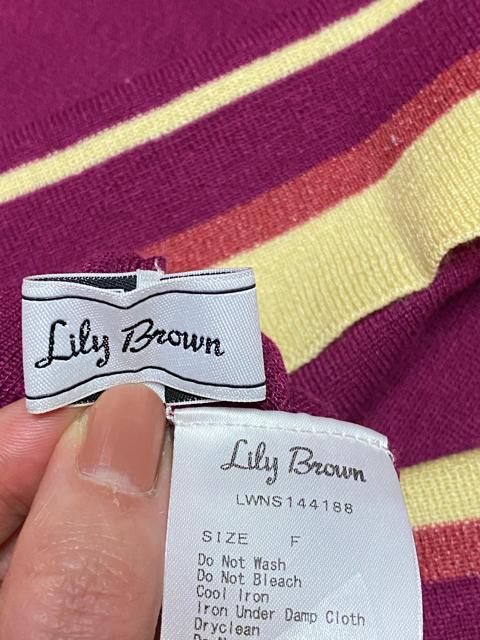 Lily Brown
Lily Brown
LWNS144188
SIZE F
Do Not Wash
Do Not Bleach
Cool Iron
Iron Under Damp Cloth
Dryclean